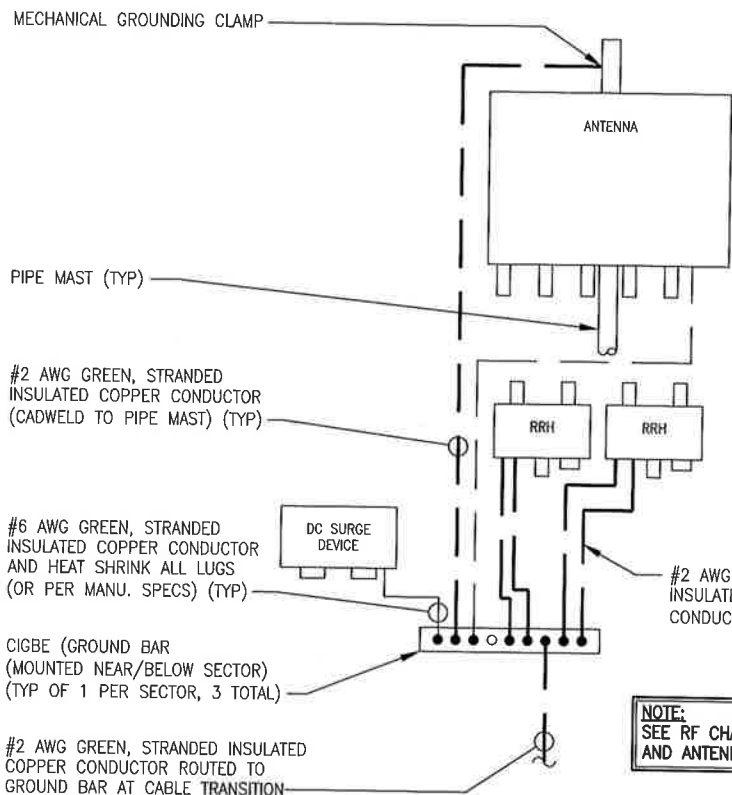 MECHANICAL GROUNDING CLAMP
ANTENNA
PIPE MAST (TYP)
#2 AWG GREEN, STRANDED
INSULATED COPPER CONDUCTOR
(CADWELD TO PIPE MAST) (TYP)
RRH
RRH
#6 AWG GREEN, STRANDED
INSULATED COPPER CONDUCTOR
AND HEAT SHRINK ALL LUGS
(OR PER MANU. SPECS) (TYP)
DC SURGE
DEVICE
#2 AWG
INSULATE
CONDUC
CIGBE (GROUND BAR
(MOUNTED NEAR/BELOW SECTOR)
(TYP OF 1 PER SECTOR, 3 TOTAL)
NOTE:
SEE RF CHA
AND ANTEN
#2 AWG GREEN, STRANDED INSULATED
COPPER CONDUCTOR ROUTED TO
GROUND BAR AT CABLE TRANSITION